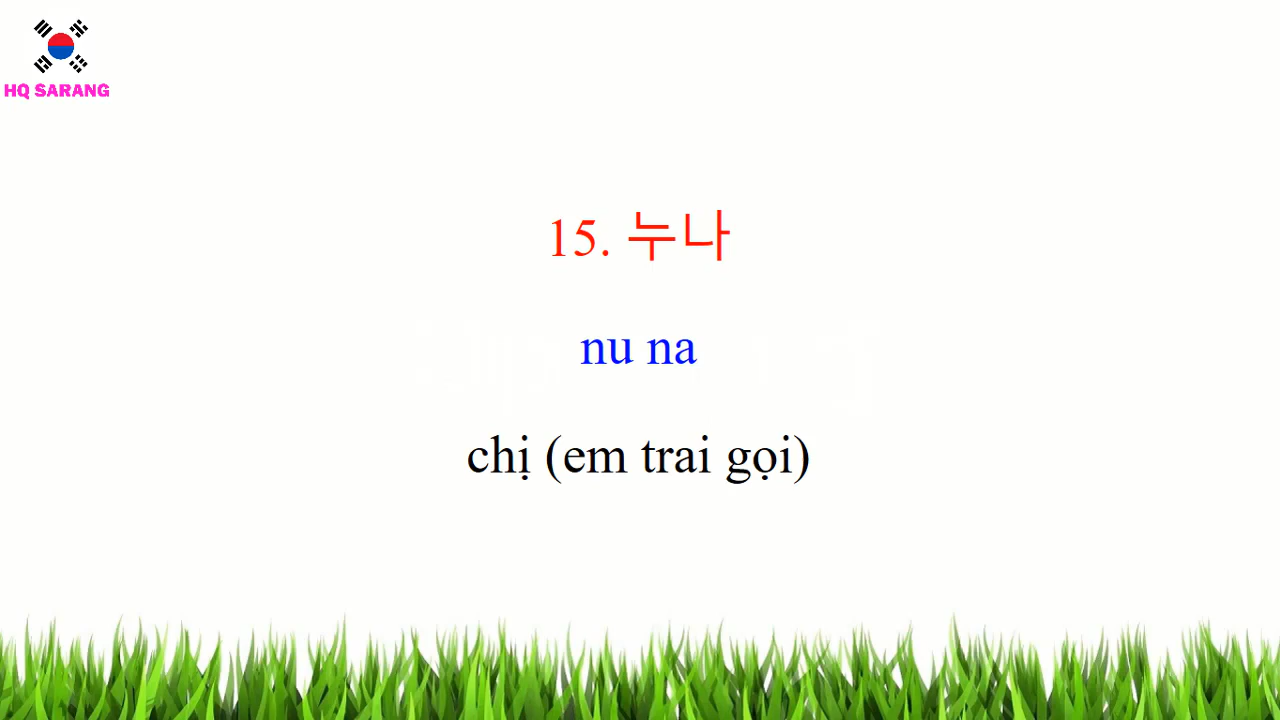 HQ SARANG
15. 누나
nu na
chị (em trai gọi)